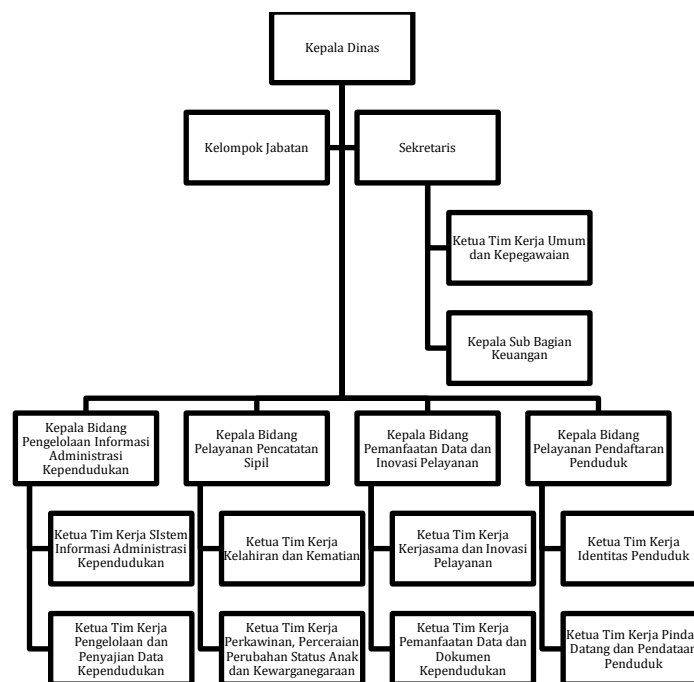 Kepala Dinas
Kelompok Jabatan
Sekretaris
Ketua Tim Kerja Umum
dan Kepegawaian
Kepala Sub Bagian
Keuangan
Kepala Bidang
Pengelolaan Informasi
Administrasi
Kependudukan
Kepala Bidang
Pelayanan Pencatatan
Sipil
Kepala Bidang
Pemanfaatan Data dan
Inovasi Pelayanan
Kepala Bidang
Pelayanan Pendaftaran
Penduduk
Ketua Tim Kerja SIstem
Informasi Administrasi
Kependudukan
Ketua Tim Kerja
Kelahiran dan Kematian
Ketua Tim Kerja
Kerjasama dan Inovasi
Pelayanan
Ketua Tim Kerja
Identitas Penduduk
Ketua Tim Kerja
Pengelolaan dan
Penyajian Data
Kependudukan
Ketua Tim Kerja
Perkawinan, Perceraian
Perubahan Status Anak
dan Kewarganegaraan
Ketua Tim Kerja
Pemanfaatan Data dan
Dokumen
Kependudukan
Ketua Tim Kerja Pindah
Datang dan Pendataan
Penduduk